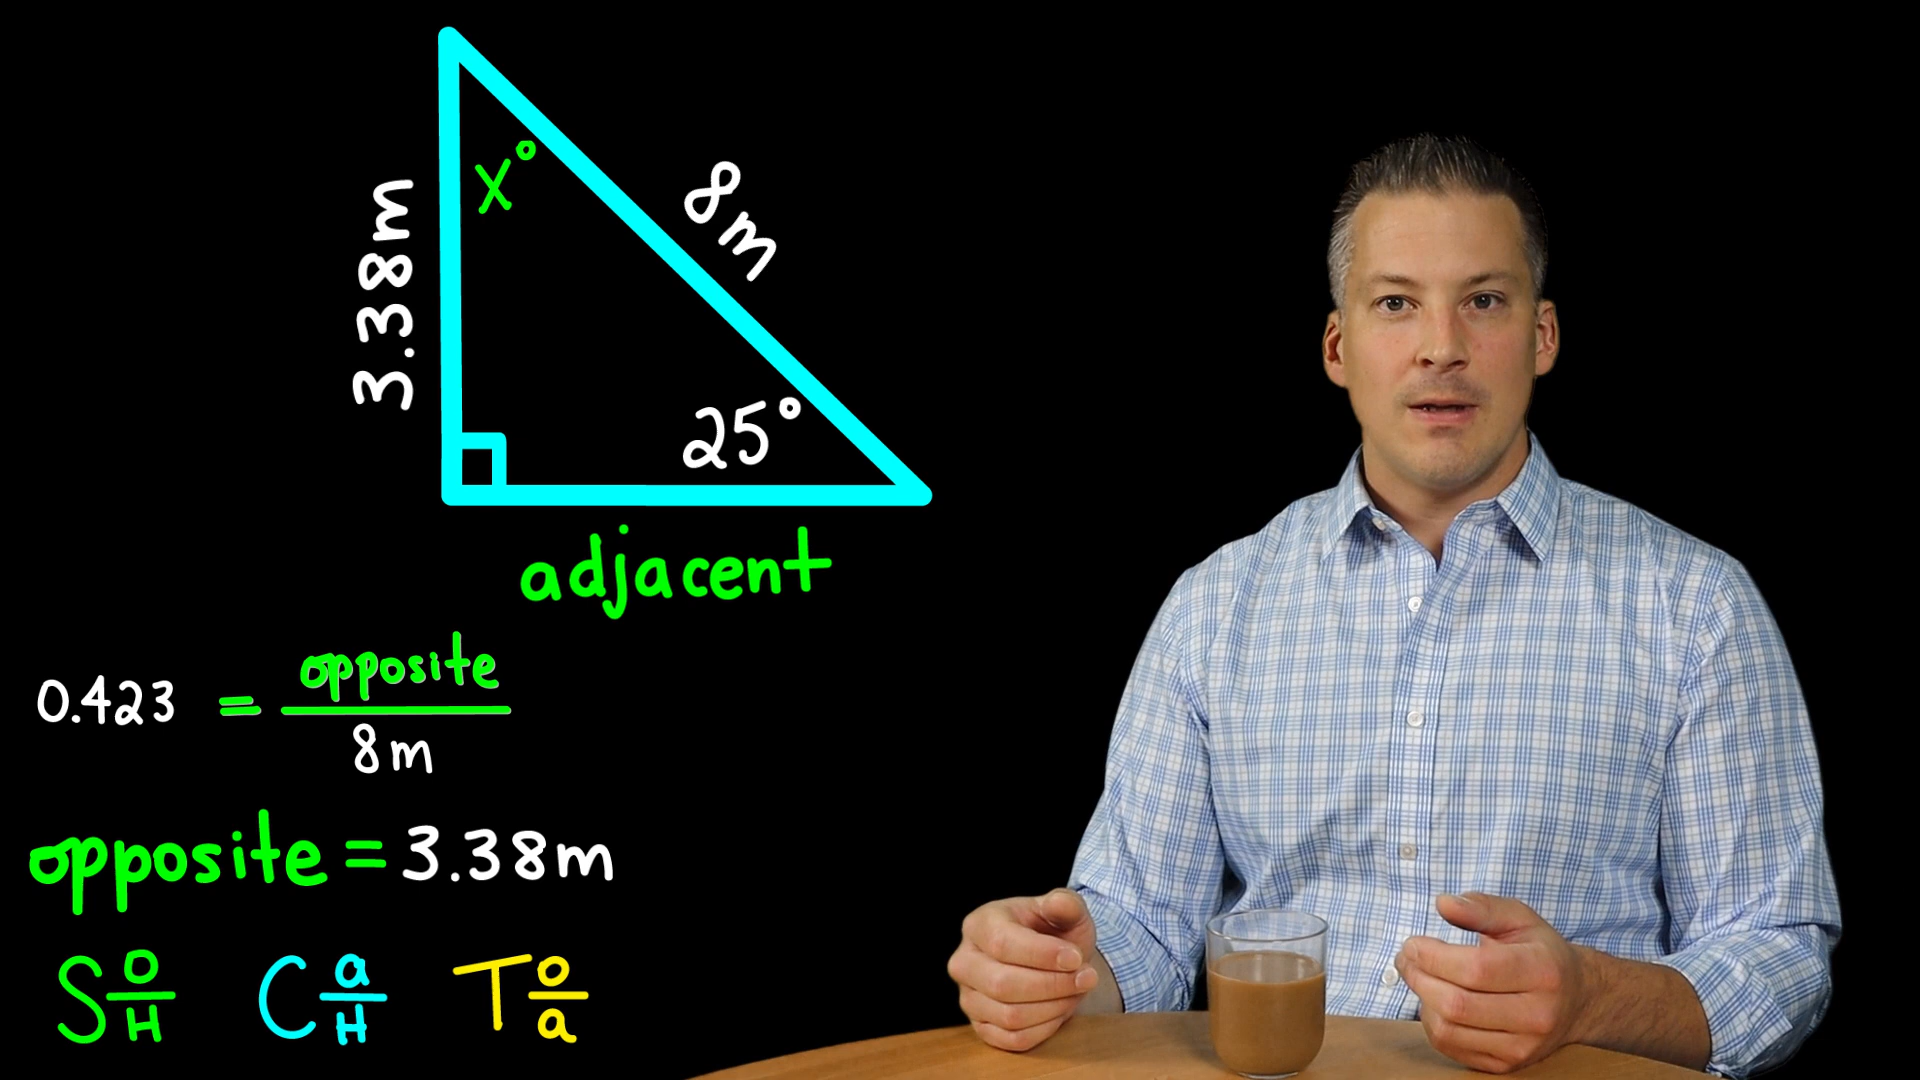 x°
3.38m
8m
25°
adjacent
0.423 = opposite / 8m
opposite = 3.38m
S O/H C a/H T O/a